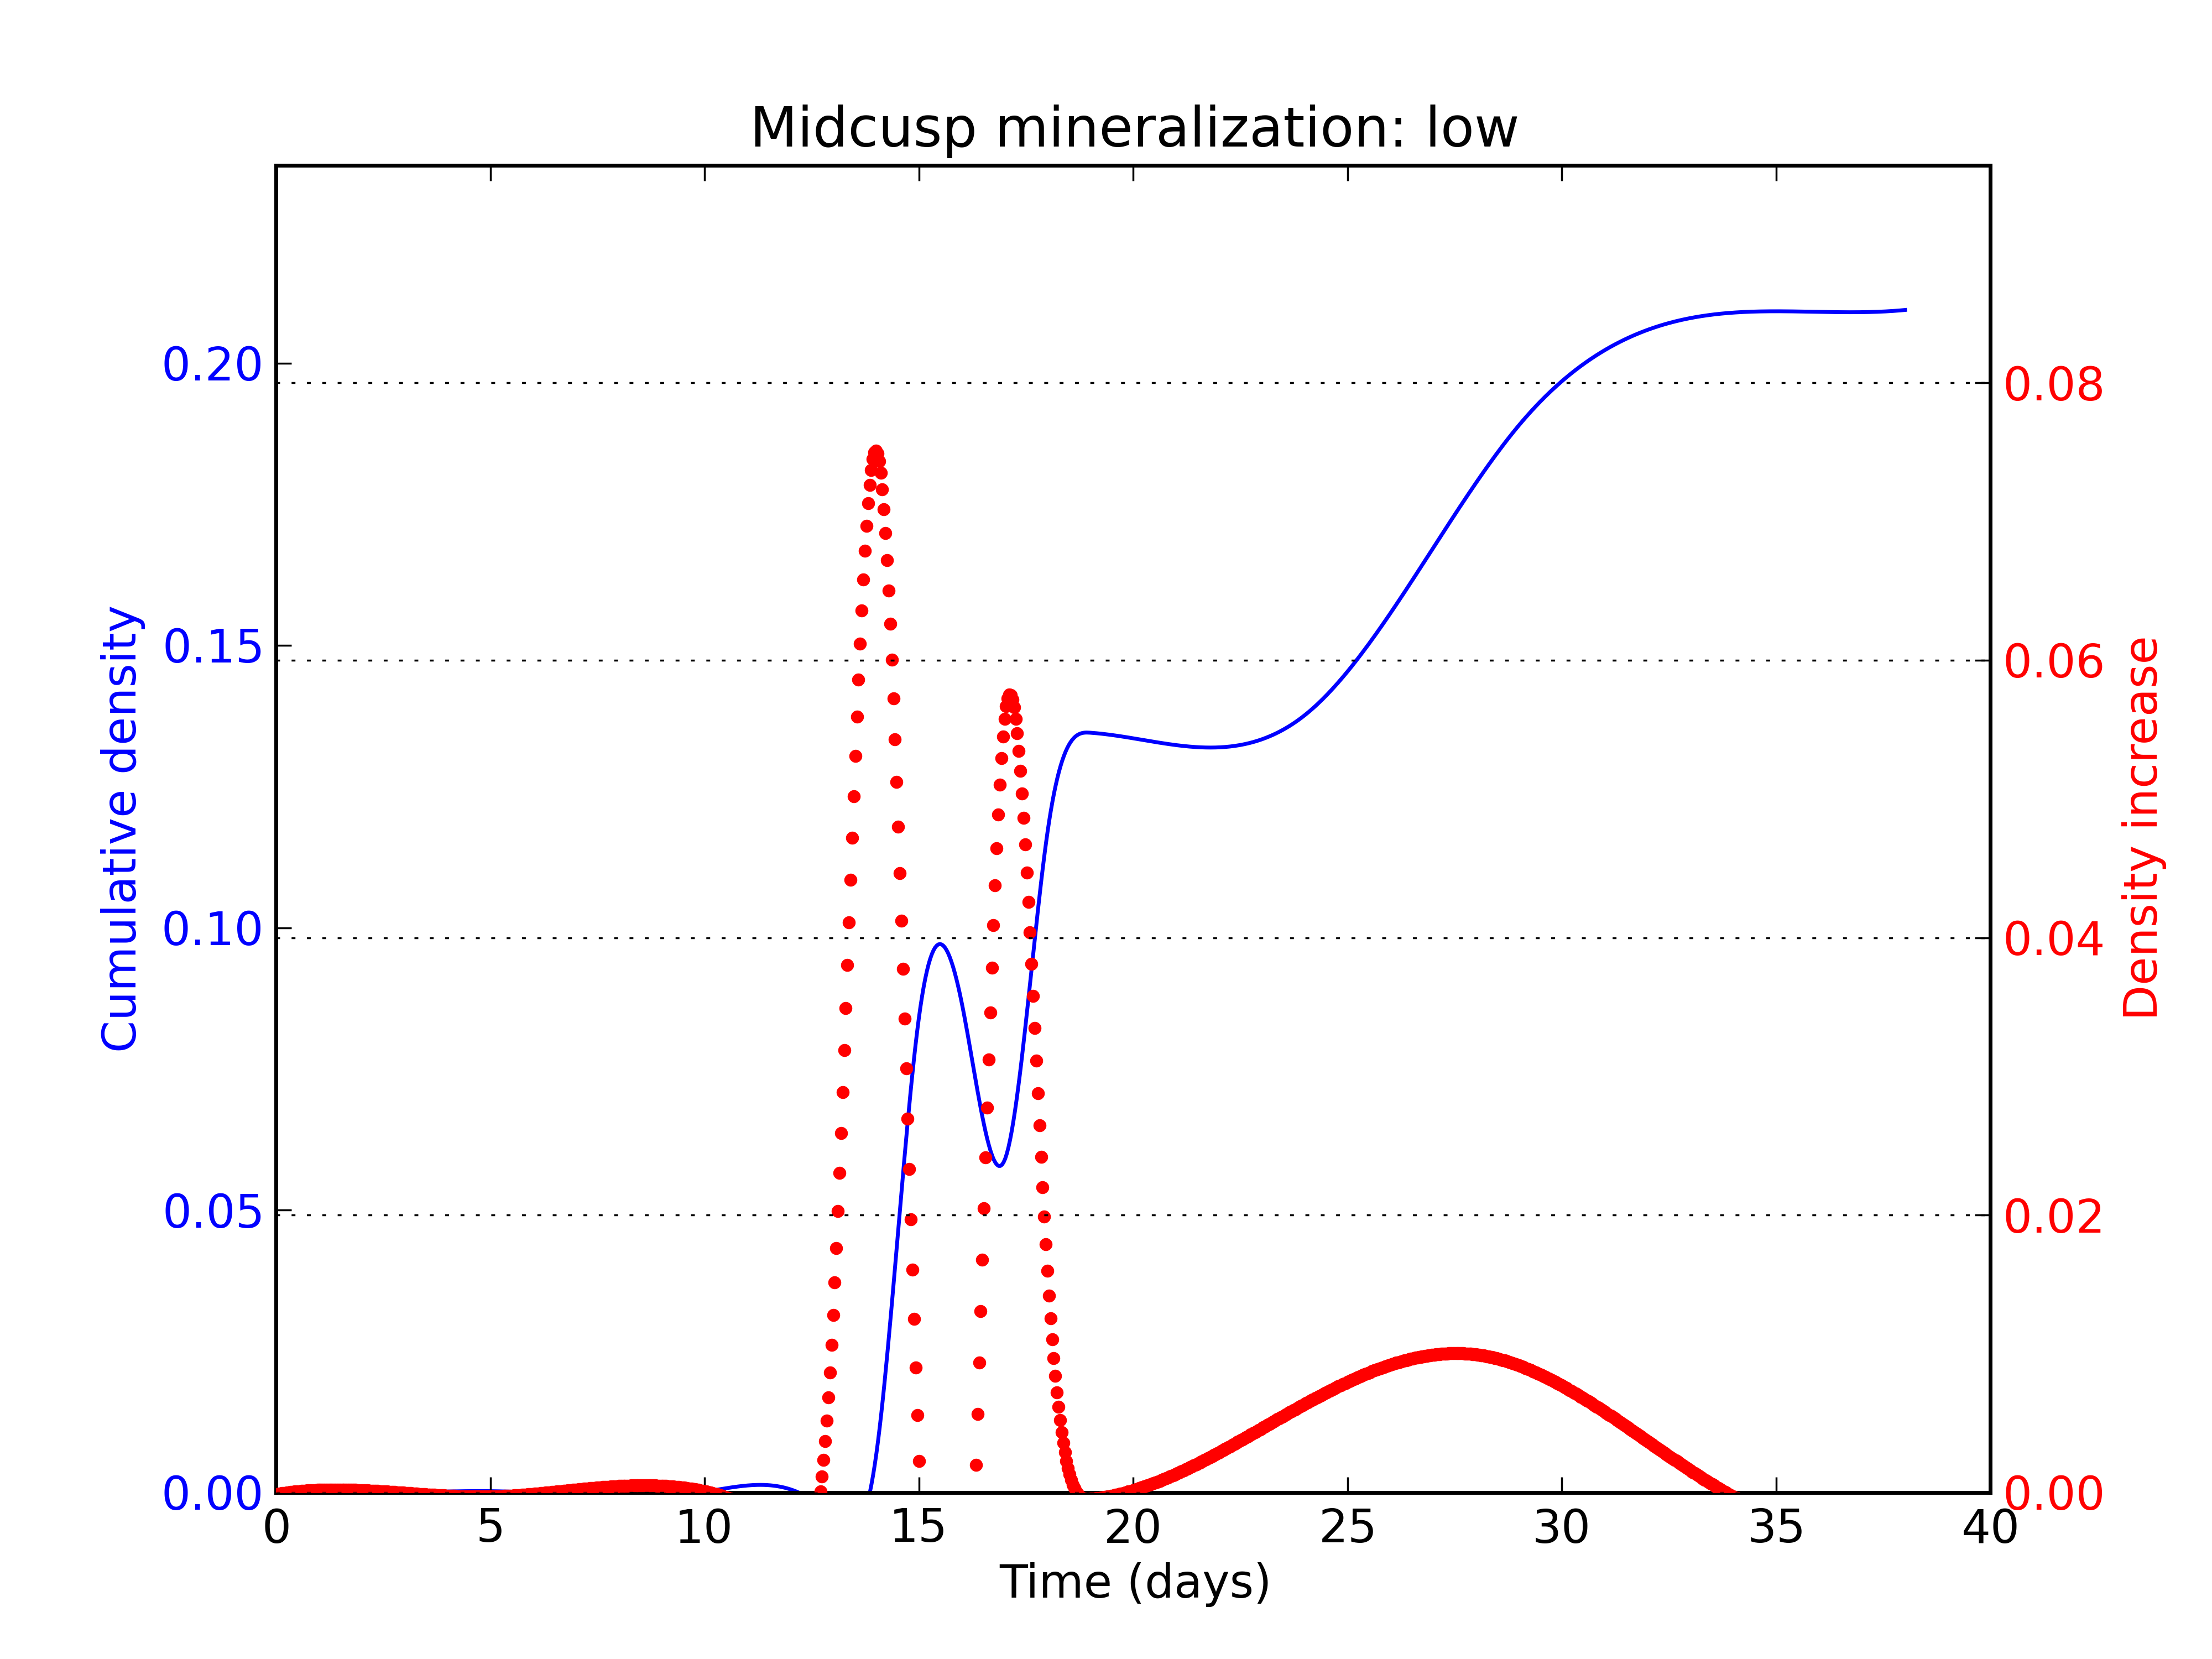 Midcusp mineralization: low
Cumulative density
0.20
0.15
0.10
0.05
0.00
0.08
0.06
0.04
0.02
0.00
Density increase
0 5 10 15 20 25 30 35 40
Time (days)